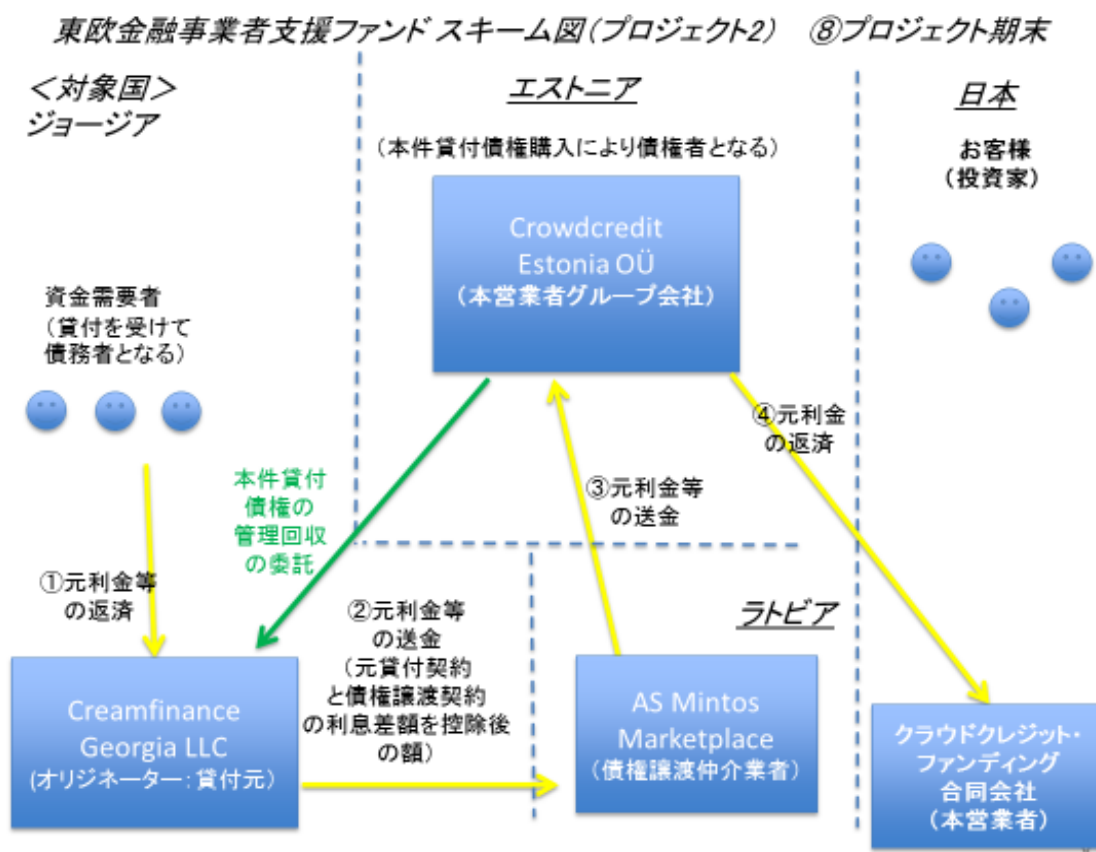 東欧金融事業者支援ファンド スキーム図(プロジェクト2)　⑧プロジェクト期末
＜対象国＞
ジョージア
エストニア
日本
(本件貸付債権購入により債権者となる)
お客様
(投資家)
Crowdcredit
Estonia OÜ
(本営業者グループ会社)
資金需要者
(貸付を受けて
債務者となる)
本件貸付
債権の
管理回収
の委託
③元利金等
の送金
④元利金
の返済
①元利金等
の返済
②元利金等
の送金
(元貸付契約
と債権譲渡契約
の利息差額を控除後
の額)
ラトビア
Creamfinance
Georgia LLC
(オリジネーター：貸付元)
AS Mintos
Marketplace
(債権譲渡仲介業者)
クラウドクレジット・
ファンディング
合同会社
(本営業者)